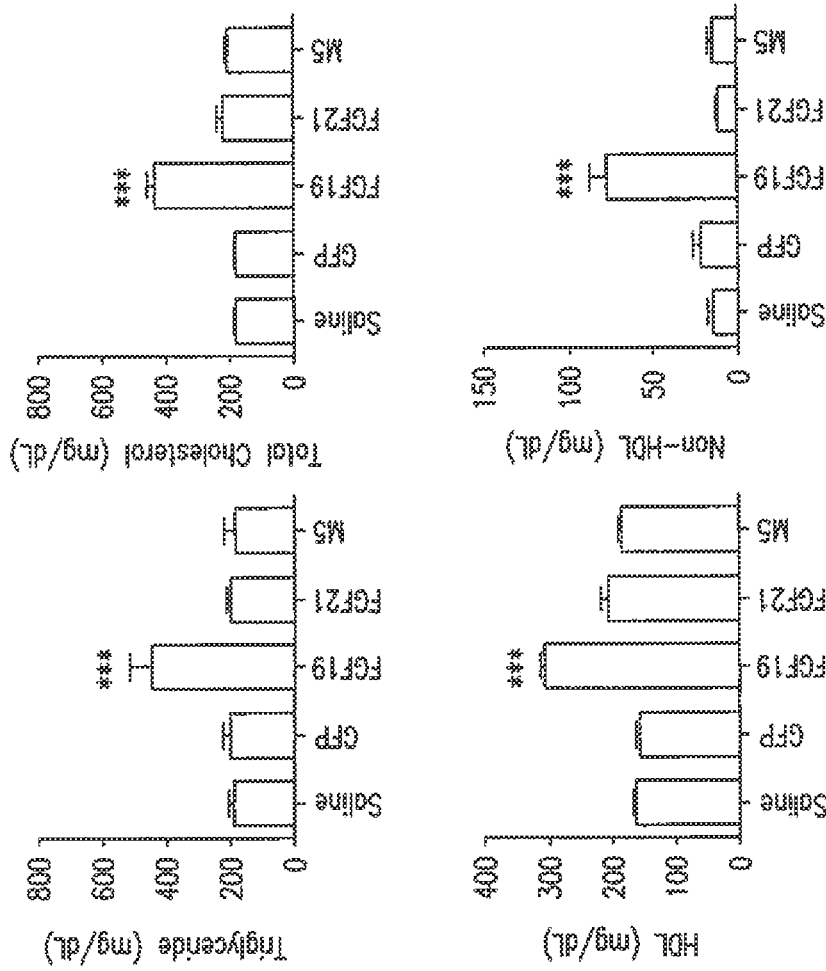 Triglyceride (mg/dL)
800
600
400
200
0
***
Saline
GFP
FGF19
FGF21
M5
Total Cholesterol (mg/dL)
800
600
400
200
0
***
Saline
GFP
FGF19
FGF21
M5
HDL (mg/dL)
400
300
200
100
0
***
Saline
GFP
FGF19
FGF21
M5
Non-HDL (mg/dL)
150
100
50
0
***
Saline
GFP
FGF19
FGF21
M5